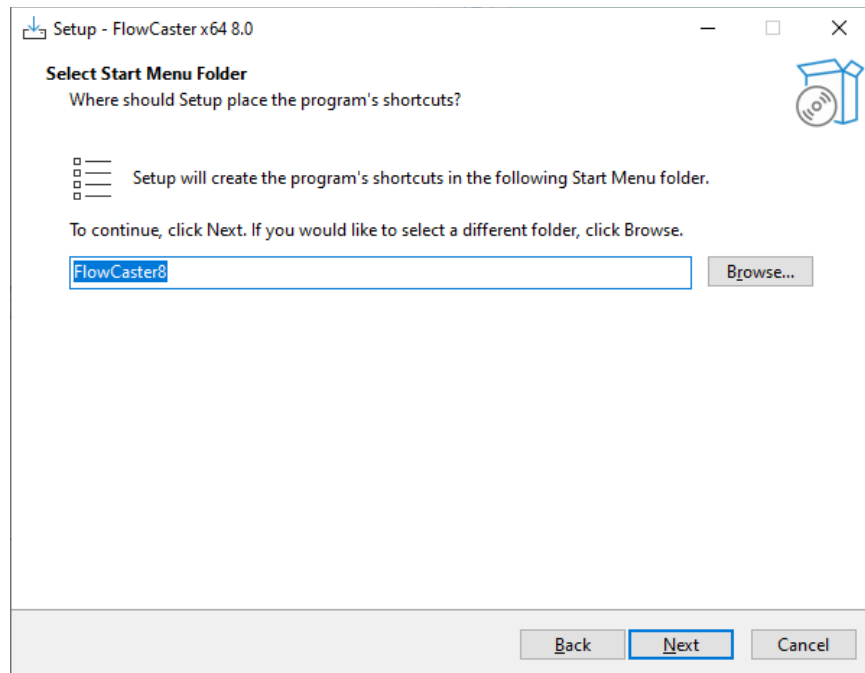 Setup - FlowCaster x64 8.0
Select Start Menu Folder
Where should Setup place the program's shortcuts?
Setup will create the program's shortcuts in the following Start Menu folder.
To continue, click Next. If you would like to select a different folder, click Browse.
FlowCaster8
Browse...
Back
Next
Cancel